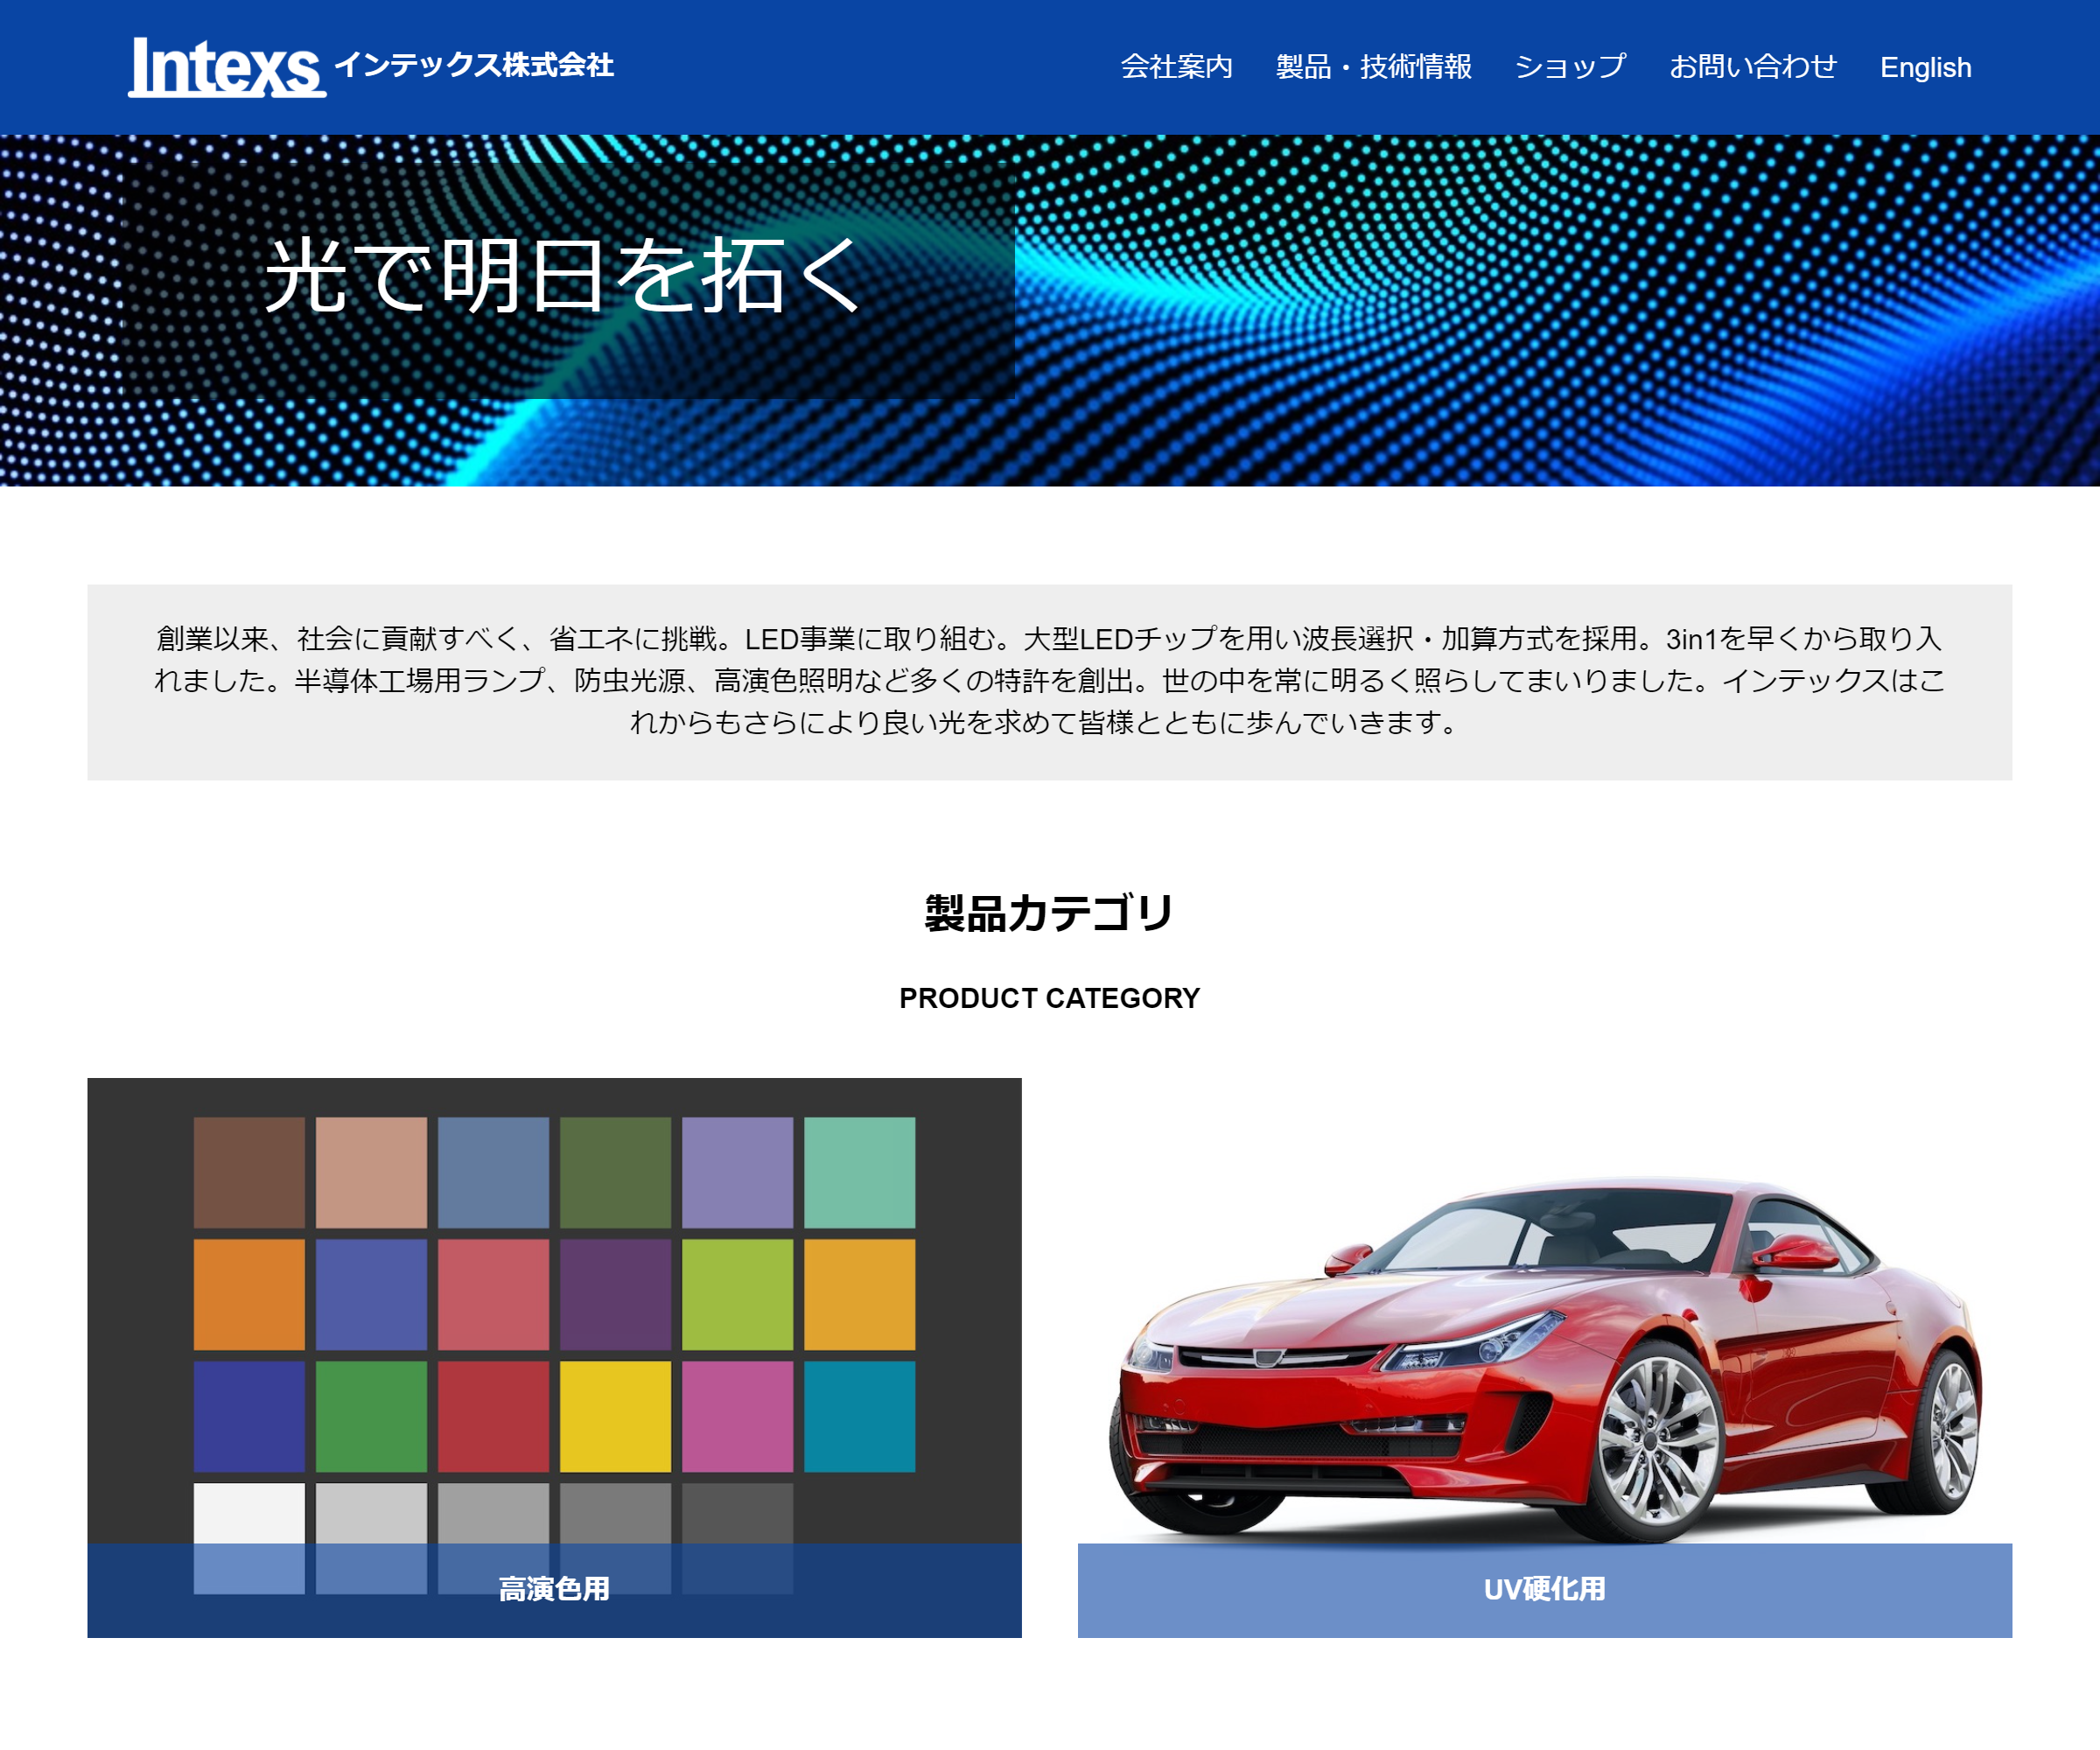 Intexs インテックス株式会社
会社案内 製品・技術情報 ショップ お問い合わせ English
光で明日を拓く
創業以来、社会に貢献すべく、省エネに挑戦。LED事業に取り組む。大型LEDチップを用い波長選択・加算方式を採用。3in1を早くから取り入
れました。半導体工場用ランプ、防虫光源、高演色照明など多くの特許を創出。世の中を常に明るく照らしてまいりました。インテックスはこ
れからもさらにより良い光を求めて皆様とともに歩んでいきます。
製品カテゴリ
PRODUCT CATEGORY
高演色用
UV硬化用